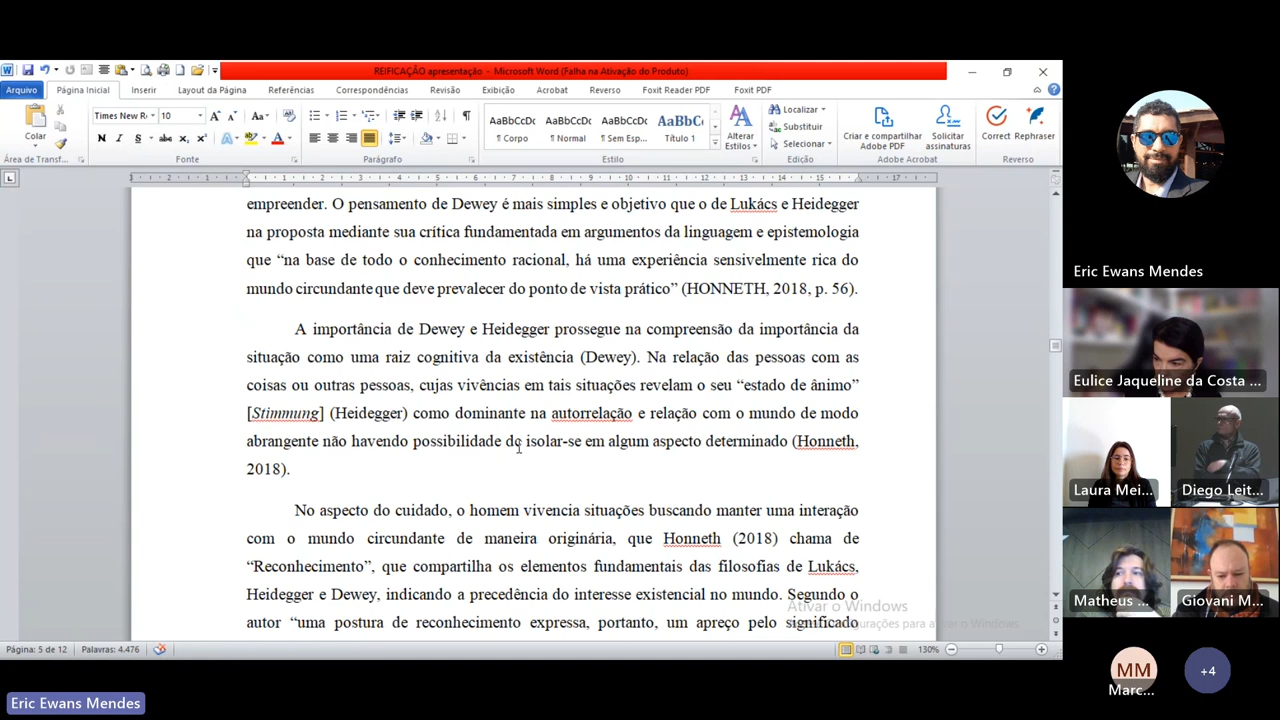 REIFICAÇÃO apresentação - Microsoft Word (Falha na Ativação do Produto)
Arquivo Página Inicial Inserir Layout da Página Referências Correspondências Revisão Exibição Acrobat Reverso Foxit Reader PDF Foxit PDF
Colar
Times New R 10
N I S abc
AaBbCcDc AaBbCcDc AaBbCcDc AaBbC
¶ Corpo ¶ Normal ¶ Sem Esp... Título 1
Alterar Estilos
Localizar
Substituir
Selecionar
Criar e compartilhar Adobe PDF
Solicitar assinaturas
Correct Rephraser
Área de Transf... Fonte Parágrafo Estilo Edição Adobe Acrobat Reverso
empreender. O pensamento de Dewey é mais simples e objetivo que o de Lukács e Heidegger
na proposta mediante sua crítica fundamentada em argumentos da linguagem e epistemologia
que “na base de todo o conhecimento racional, há uma experiência sensivelmente rica do
mundo circundante que deve prevalecer do ponto de vista prático” (HONNETH, 2018, p. 56).
A importância de Dewey e Heidegger prossegue na compreensão da importância da
situação como uma raiz cognitiva da existência (Dewey). Na relação das pessoas com as
coisas ou outras pessoas, cujas vivências em tais situações revelam o seu “estado de ânimo”
[Stimmung] (Heidegger) como dominante na autorrelação e relação com o mundo de modo
abrangente não havendo possibilidade de isolar-se em algum aspecto determinado (Honneth,
2018).
No aspecto do cuidado, o homem vivencia situações buscando manter uma interação
com o mundo circundante de maneira originária, que Honneth (2018) chama de
“Reconhecimento”, que compartilha os elementos fundamentais das filosofias de Lukács,
Heidegger e Dewey, indicando a precedência do interesse existencial no mundo. Segundo o
autor “uma postura de reconhecimento expressa, portanto, um apreço pelo significado
Ativar o Windows
Página: 5 de 12 Palavras: 4.476 130%
Eric Ewans Mendes
Eric Ewans Mendes
Eulice Jaqueline da Costa ...
Laura Mei...
Diego Leit...
Matheus ...
Giovani M...
MM
Marc...
+4